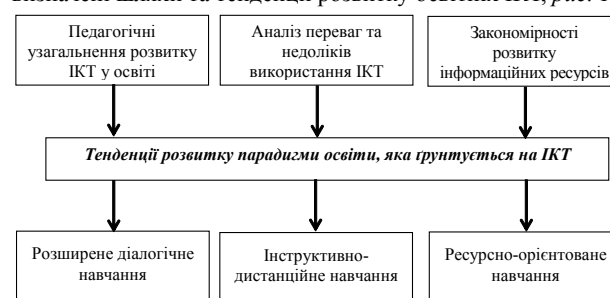 Педагогічні
узагальнення розвитку
ІКТ у освіті
Аналіз переваг та
недоліків
використання ІКТ
Закономірності
розвитку
інформаційних ресурсів
Тенденції розвитку парадигми освіти, яка ґрунтується на ІКТ
Розширене діалогічне
навчання
Інструктивно-
дистанційне навчання
Ресурсно-орієнтоване
навчання